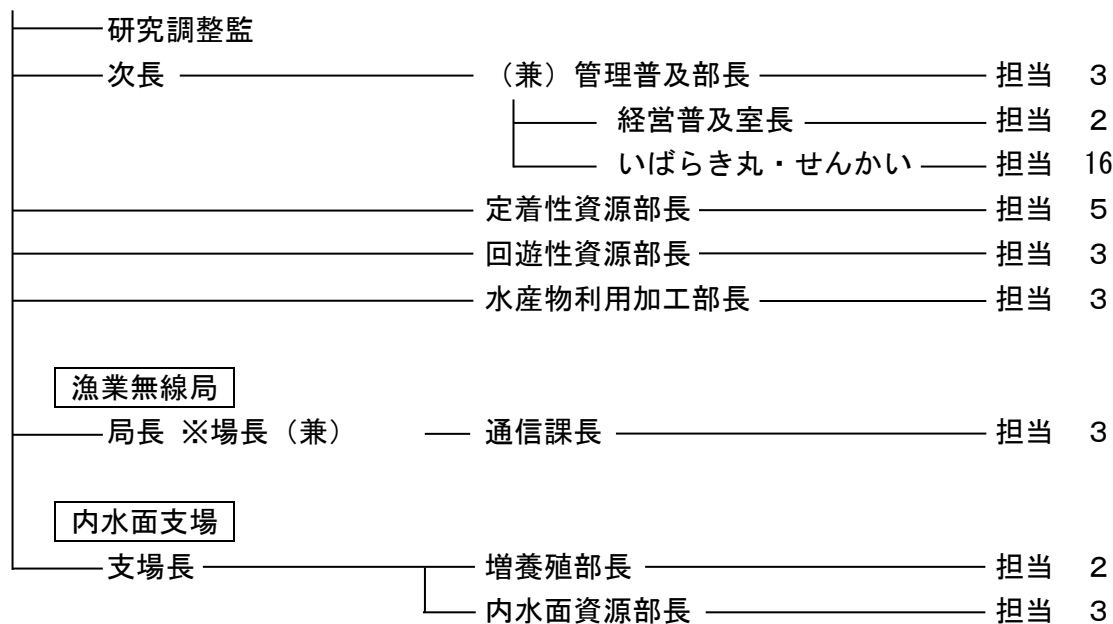 研究調整監
次長 （兼）管理普及部長 担当 3
経営普及室長 担当 2
いばらき丸・せんかい 担当 16
定着性資源部長 担当 5
回遊性資源部長 担当 3
水産物利用加工部長 担当 3
漁業無線局
局長 ※場長（兼） 通信課長 担当 3
内水面支場
支場長 増養殖部長 担当 2
内水面資源部長 担当 3